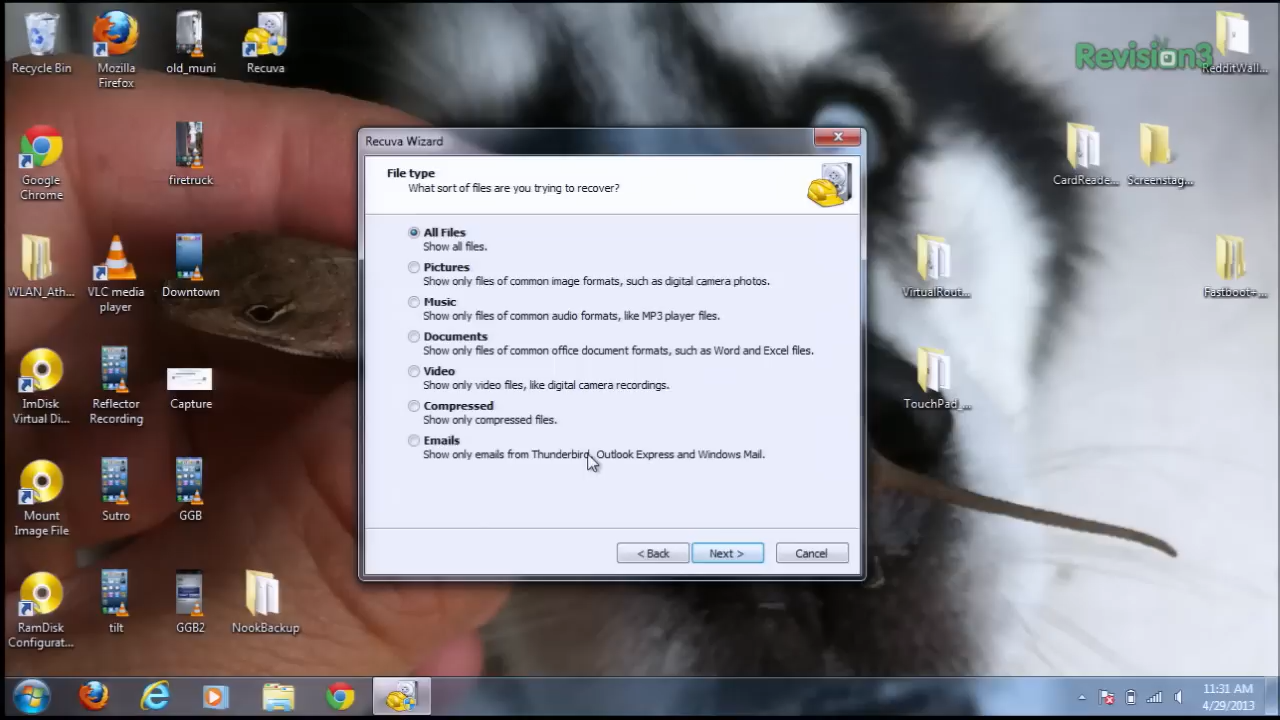 Recycle Bin
Mozilla
Firefox
old_muni
Recuva
Revision3
RedditWall...
Google
Chrome
firetruck
CardReade...
Screenstag...
WLAN_Ath...
VLC media
player
Downtown
VirtualRout...
Fastboot+...
ImDisk
Virtual Di...
Reflector
Recording
Capture
TouchPad_...
Mount
Image File
Sutro
GGB
RamDisk
Configurat...
tilt
GGB2
NookBackup
Recuva Wizard
File type
What sort of files are you trying to recover?
All Files
Show all files.
Pictures
Show only files of common image formats, such as digital camera photos.
Music
Show only files of common audio formats, like MP3 player files.
Documents
Show only files of common office document formats, such as Word and Excel files.
Video
Show only video files, like digital camera recordings.
Compressed
Show only compressed files.
Emails
Show only emails from Thunderbird, Outlook Express and Windows Mail.
< Back
Next >
Cancel
11:31 AM
4/29/2013